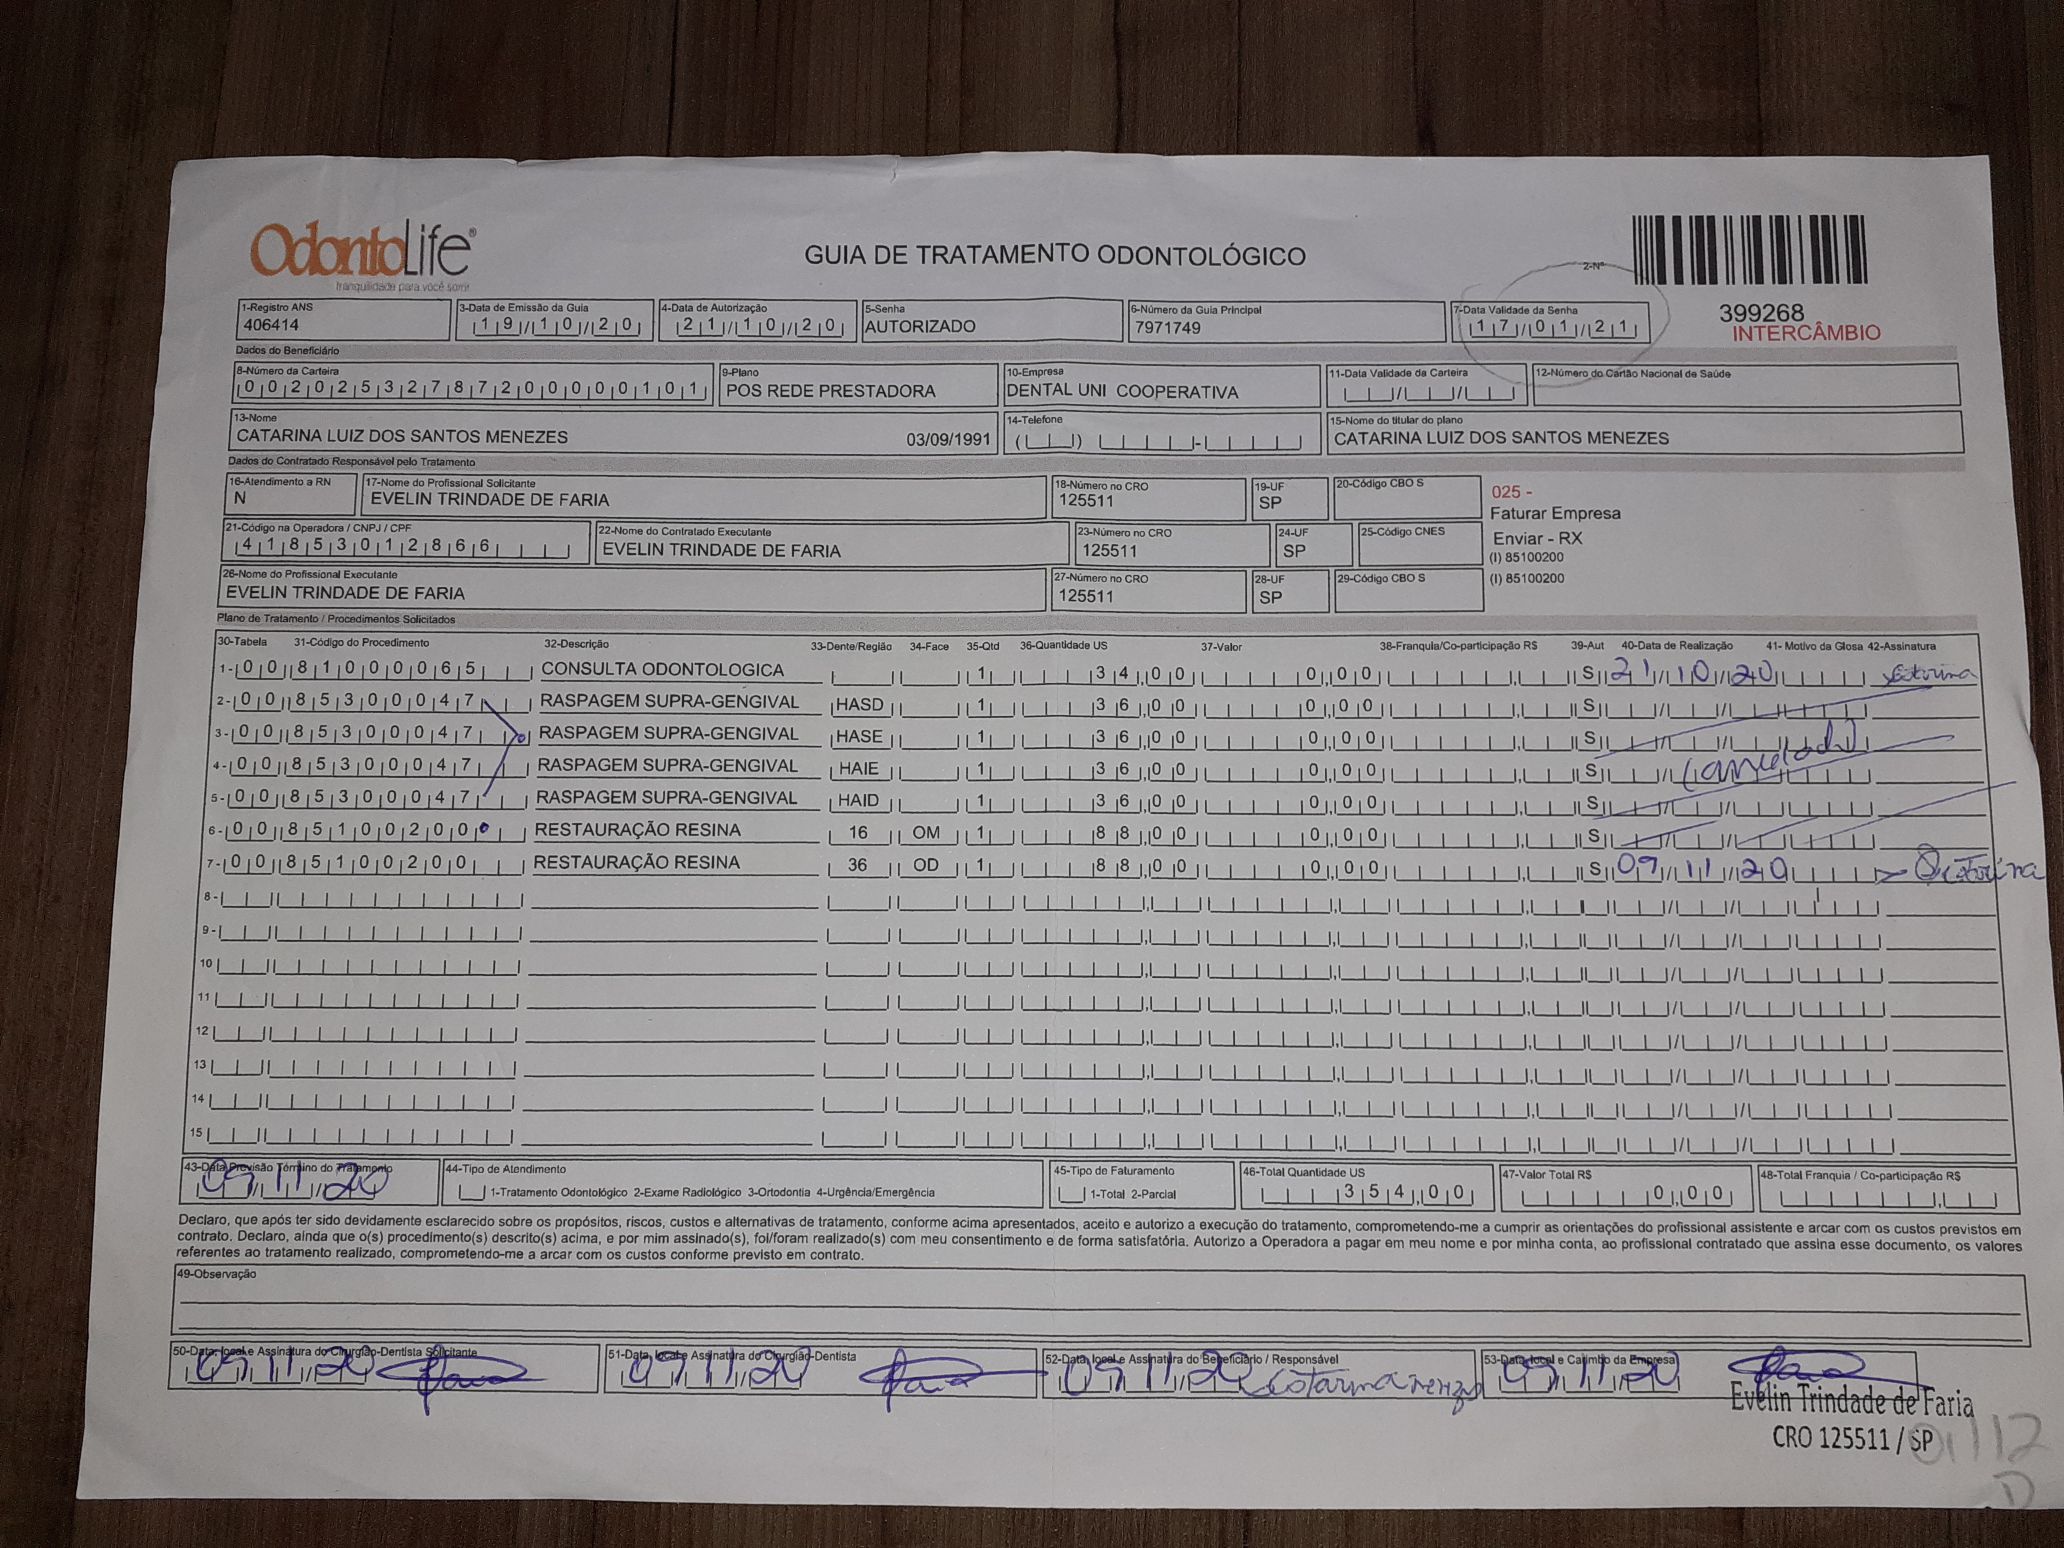 OdontoLife®
tranquilidade para você sorrir
GUIA DE TRATAMENTO ODONTOLÓGICO
2-Nº
399268
INTERCÂMBIO
1-Registro ANS
406414
3-Data de Emissão da Guia
19/10/20
4-Data de Autorização
21/10/20
5-Senha
AUTORIZADO
6-Número da Guia Principal
7971749
7-Data Validade da Senha
17/01/21
Dados do Beneficiário
8-Número da Carteira
00202532787200000101
9-Plano
POS REDE PRESTADORA
10-Empresa
DENTAL UNI COOPERATIVA
11-Data Validade da Carteira
12-Número do Cartão Nacional de Saúde
13-Nome
CATARINA LUIZ DOS SANTOS MENEZES 03/09/1991
14-Telefone
15-Nome do titular do plano
CATARINA LUIZ DOS SANTOS MENEZES
Dados do Contratado Responsável pelo Tratamento
16-Atendimento a RN
N
17-Nome do Profissional Solicitante
EVELIN TRINDADE DE FARIA
18-Número no CRO
125511
19-UF
SP
20-Código CBO S
025 -
Faturar Empresa
Enviar - RX
(I) 85100200
(I) 85100200
21-Código na Operadora / CNPJ / CPF
41853012866
22-Nome do Contratado Executante
EVELIN TRINDADE DE FARIA
23-Número no CRO
125511
24-UF
SP
25-Código CNES
26-Nome do Profissional Executante
EVELIN TRINDADE DE FARIA
27-Número no CRO
125511
28-UF
SP
29-Código CBO S
Plano de Tratamento / Procedimentos Solicitados
30-Tabela 31-Código do Procedimento 32-Descrição 33-Dente/Região 34-Face 35-Qtd 36-Quantidade US 37-Valor 38-Franquia/Co-participação R$ 39-Aut 40-Data de Realização 41- Motivo da Glosa 42-Assinatura
1- 00 81000065 CONSULTA ODONTOLOGICA 1 34,00 0,00 S 21/10/20 Catarina
2- 00 85300047 RASPAGEM SUPRA-GENGIVAL HASD 1 36,00 0,00 S
3- 00 85300047 RASPAGEM SUPRA-GENGIVAL HASE 1 36,00 0,00 S
4- 00 85300047 RASPAGEM SUPRA-GENGIVAL HAIE 1 36,00 0,00 S
5- 00 85300047 RASPAGEM SUPRA-GENGIVAL HAID 1 36,00 0,00 S
6- 00 85100200 RESTAURAÇÃO RESINA 16 OM 1 88,00 0,00 S
7- 00 85100200 RESTAURAÇÃO RESINA 36 OD 1 88,00 0,00 S 09/11/20 Catarina
8-
9-
10
11
12
13
14
15
43-Data Previsão Término do Tratamento
09/11/20
44-Tipo de Atendimento
1-Tratamento Odontológico 2-Exame Radiológico 3-Ortodontia 4-Urgência/Emergência
45-Tipo de Faturamento
1-Total 2-Parcial
46-Total Quantidade US
354,00
47-Valor Total R$
0,00
48-Total Franquia / Co-participação R$
Declaro, que após ter sido devidamente esclarecido sobre os propósitos, riscos, custos e alternativas de tratamento, conforme acima apresentados, aceito e autorizo a execução do tratamento, comprometendo-me a cumprir as orientações do profissional assistente e arcar com os custos previstos em
contrato. Declaro, ainda que o(s) procedimento(s) descrito(s) acima, e por mim assinado(s), foi/foram realizado(s) com meu consentimento e de forma satisfatória. Autorizo a Operadora a pagar em meu nome e por minha conta, ao profissional contratado que assina esse documento, os valores
referentes ao tratamento realizado, comprometendo-me a arcar com os custos conforme previsto em contrato.
49-Observação
50-Data, local e Assinatura do Cirurgião-Dentista Solicitante
09/11/20
51-Data, local e Assinatura do Cirurgião-Dentista
09/11/20
52-Data, local e Assinatura do Beneficiário / Responsável
09/11/20 Catarina Menezes
53-Data, local e Carimbo da Empresa
09/11/20
Evelin Trindade de Faria
CRO 125511 / SP